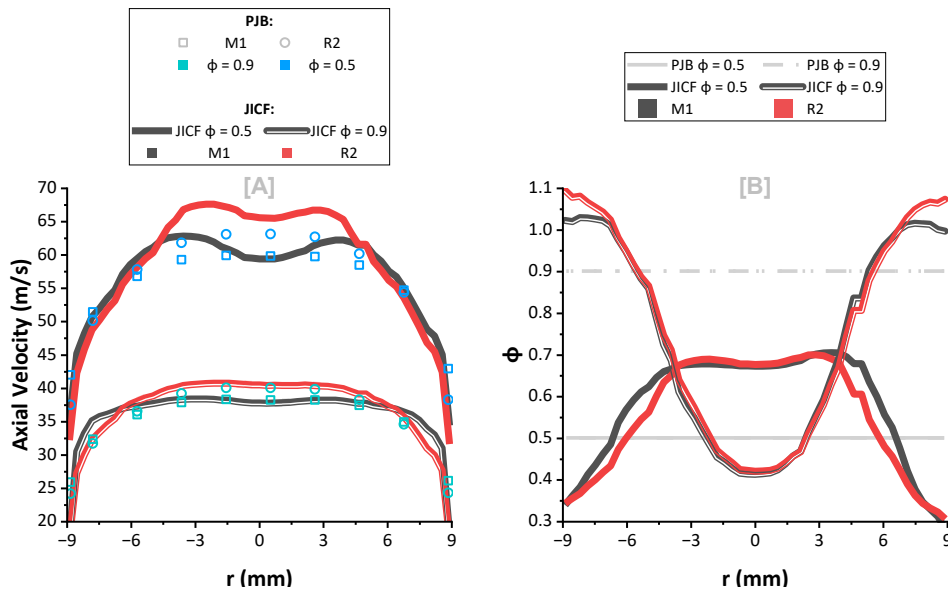 PJB:
M1 R2
ϕ = 0.9 ϕ = 0.5
JICF:
JICF ϕ = 0.5 JICF ϕ = 0.9
M1 R2
PJB ϕ = 0.5 PJB ϕ = 0.9
JICF ϕ = 0.5 JICF ϕ = 0.9
M1 R2
[A]
Axial Velocity (m/s)
70
65
60
55
50
45
40
35
30
25
20
−9 −6 −3 0 3 6 9
r (mm)
[B]
ϕ
1.1
1.0
0.9
0.8
0.7
0.6
0.5
0.4
0.3
−9 −6 −3 0 3 6 9
r (mm)